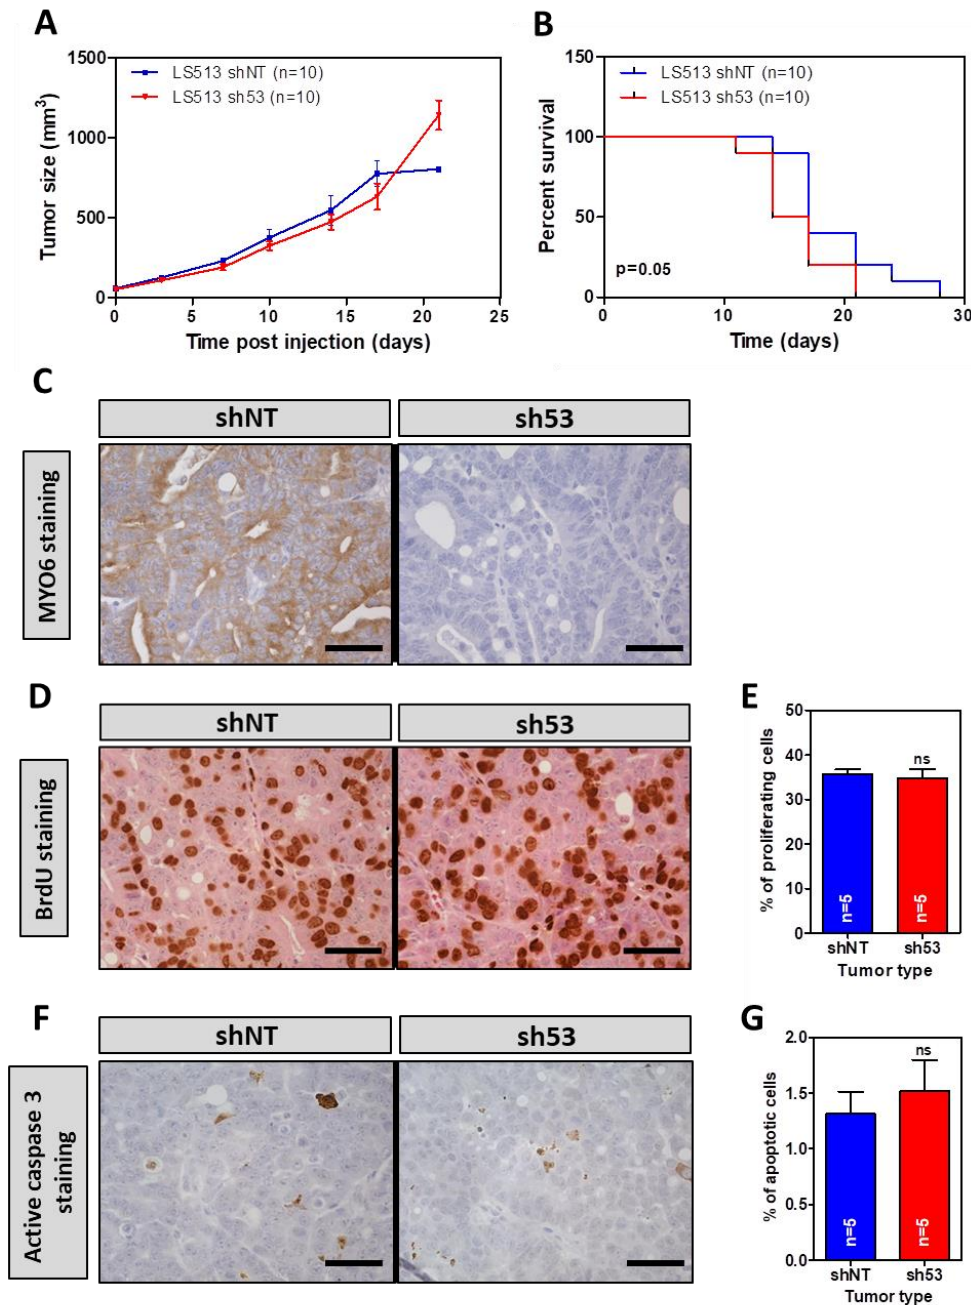 A
1500
1000
500
0
0
5
10
15
20
25
Tumor size (mm³)
Time post injection (days)
LS513 shNT (n=10)
LS513 sh53 (n=10)
B
150
100
50
0
0
10
20
30
Percent survival
Time (days)
LS513 shNT (n=10)
LS513 sh53 (n=10)
p=0.05
C
shNT
sh53
MYO6 staining
D
shNT
sh53
BrdU staining
E
50
40
30
20
10
0
% of proliferating cells
ns
n=5
n=5
shNT
sh53
Tumor type
F
shNT
sh53
Active caspase 3
staining
G
2.0
1.5
1.0
0.5
0.0
% of apoptotic cells
ns
n=5
n=5
shNT
sh53
Tumor type